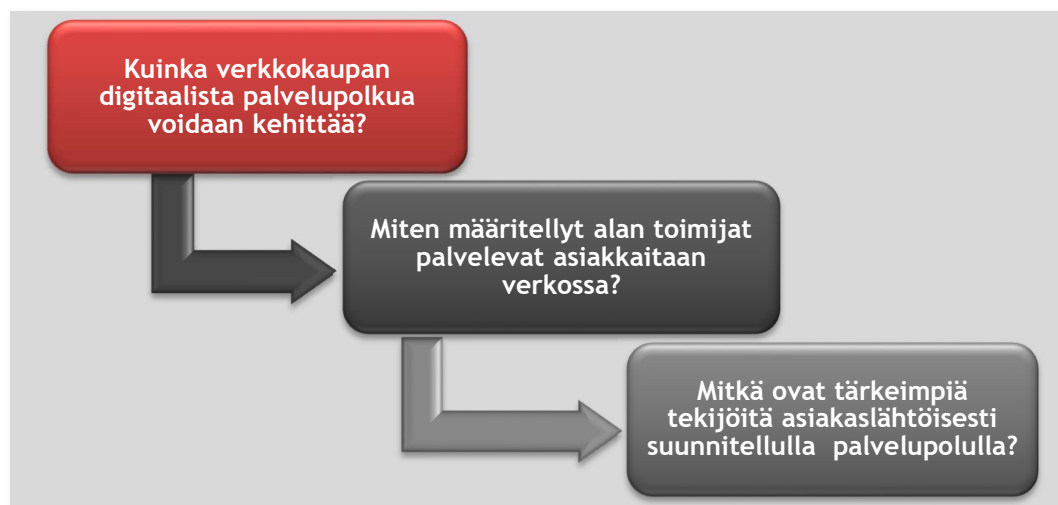 Kuinka verkkokaupan
digitaalista palvelupolkua
voidaan kehittää?
Miten määritellyt alan toimijat
palvelevat asiakkaitaan
verkossa?
Mitkä ovat tärkeimpiä
tekijöitä asiakaslähtöisesti
suunnitellulla palvelupolulla?